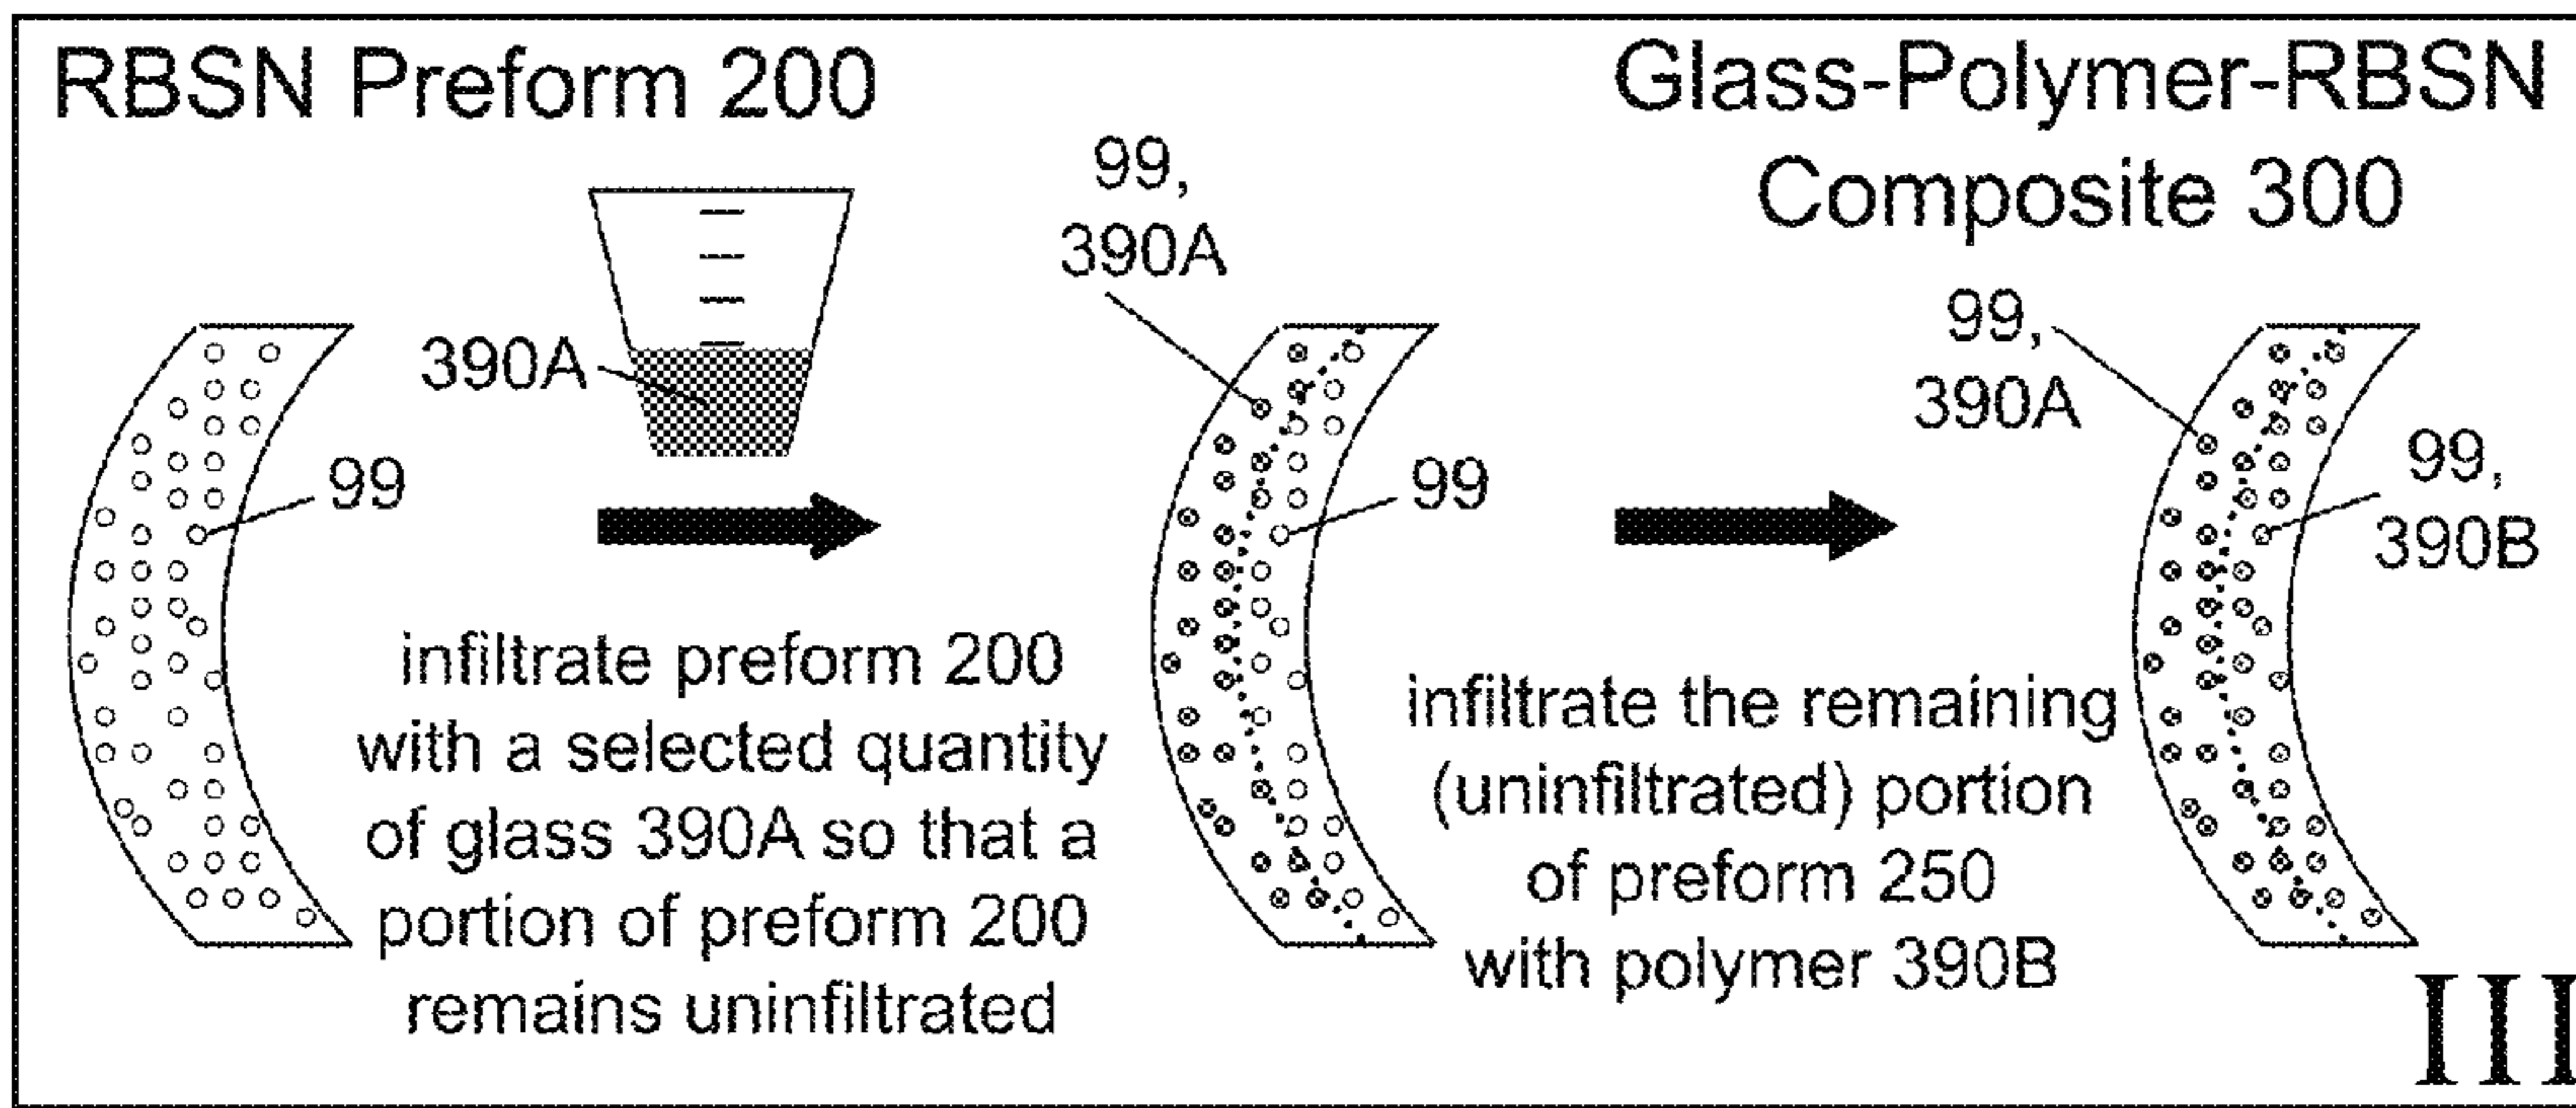 RBSN Preform 200
Glass-Polymer-RBSN
Composite 300
390A
99
infiltrate preform 200
with a selected quantity
of glass 390A so that a
portion of preform 200
remains uninfiltrated
99,
390A
99
infiltrate the remaining
(uninfiltrated) portion
of preform 250
with polymer 390B
99,
390A
99,
390B
III